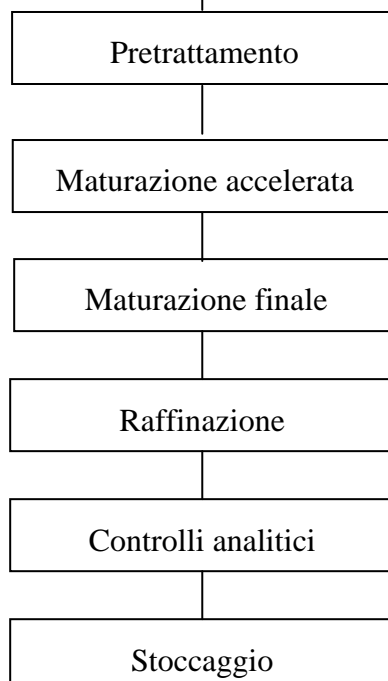 Pretrattamento
Maturazione accelerata
Maturazione finale
Raffinazione
Controlli analitici
Stoccaggio